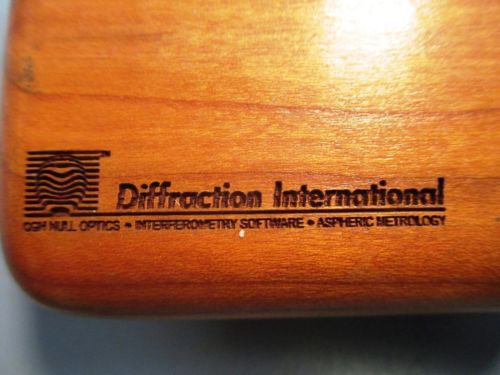 Diffraction International
CGH NULL OPTICS • INTERFEROMETRY SOFTWARE • ASPHERIC METROLOGY